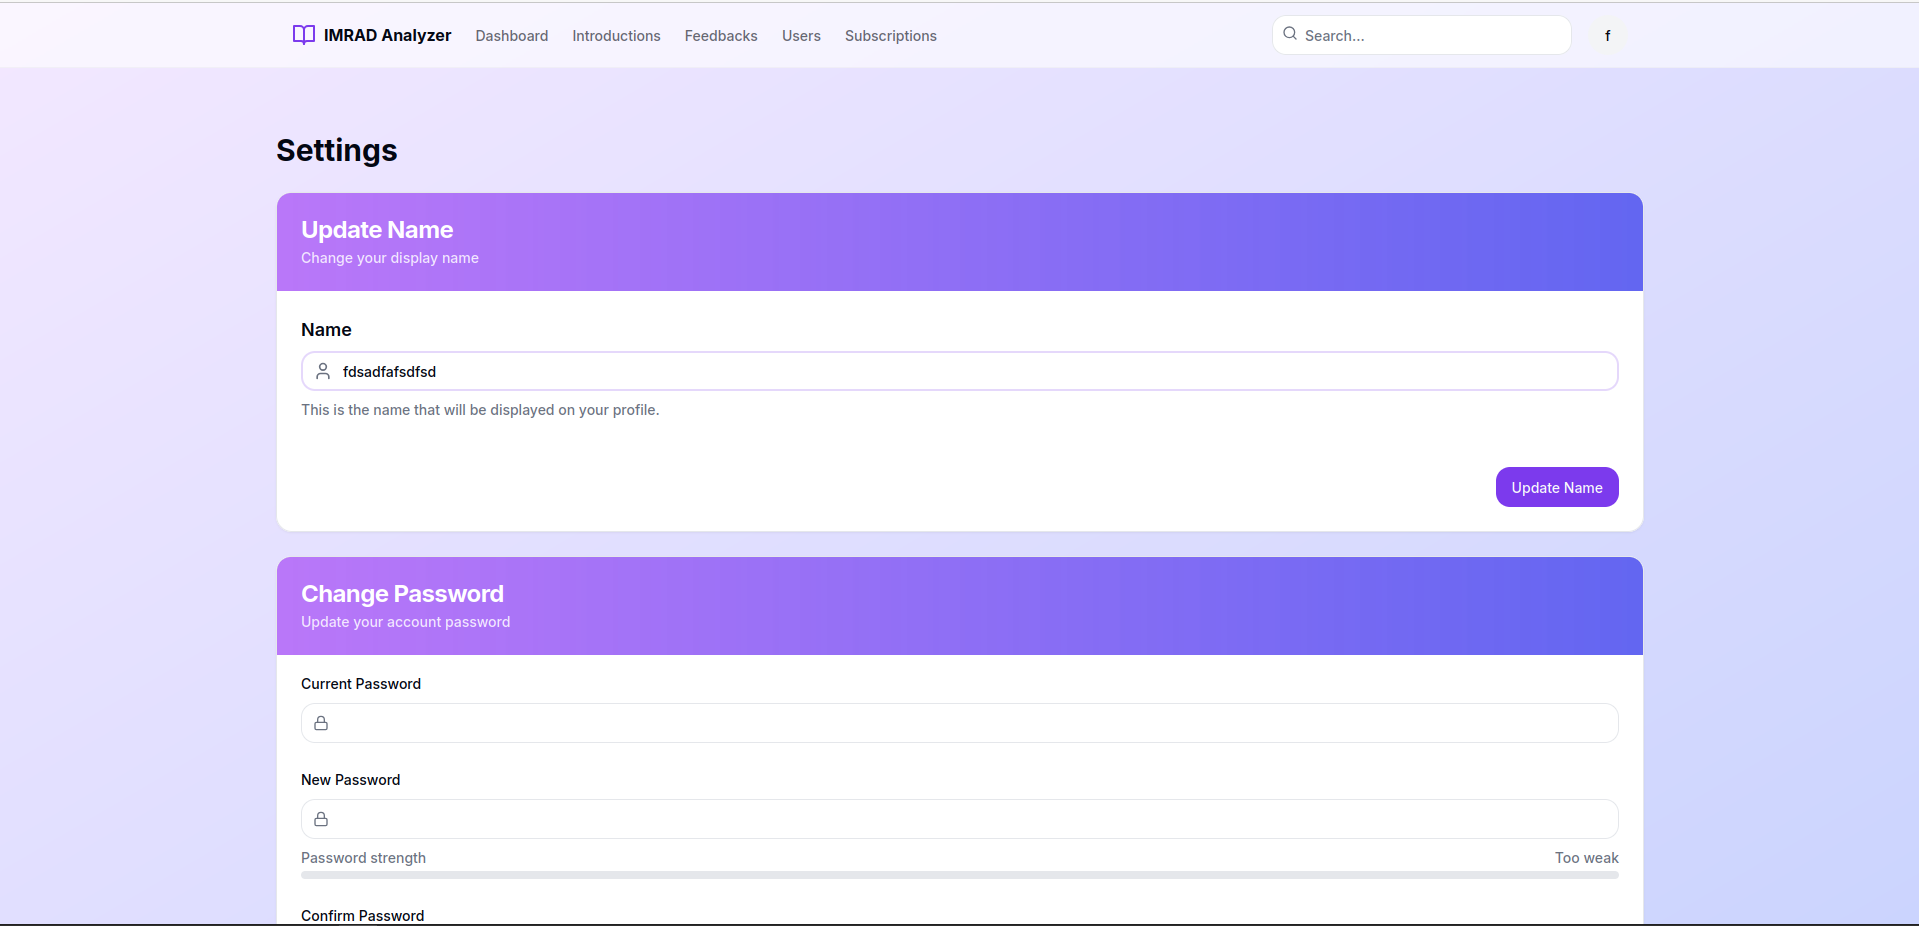 IMRAD Analyzer Dashboard Introductions Feedbacks Users Subscriptions Search... f
Settings
Update Name
Change your display name
Name
fdsadfafsdfsd
This is the name that will be displayed on your profile.
Update Name
Change Password
Update your account password
Current Password
New Password
Password strength Too weak
Confirm Password